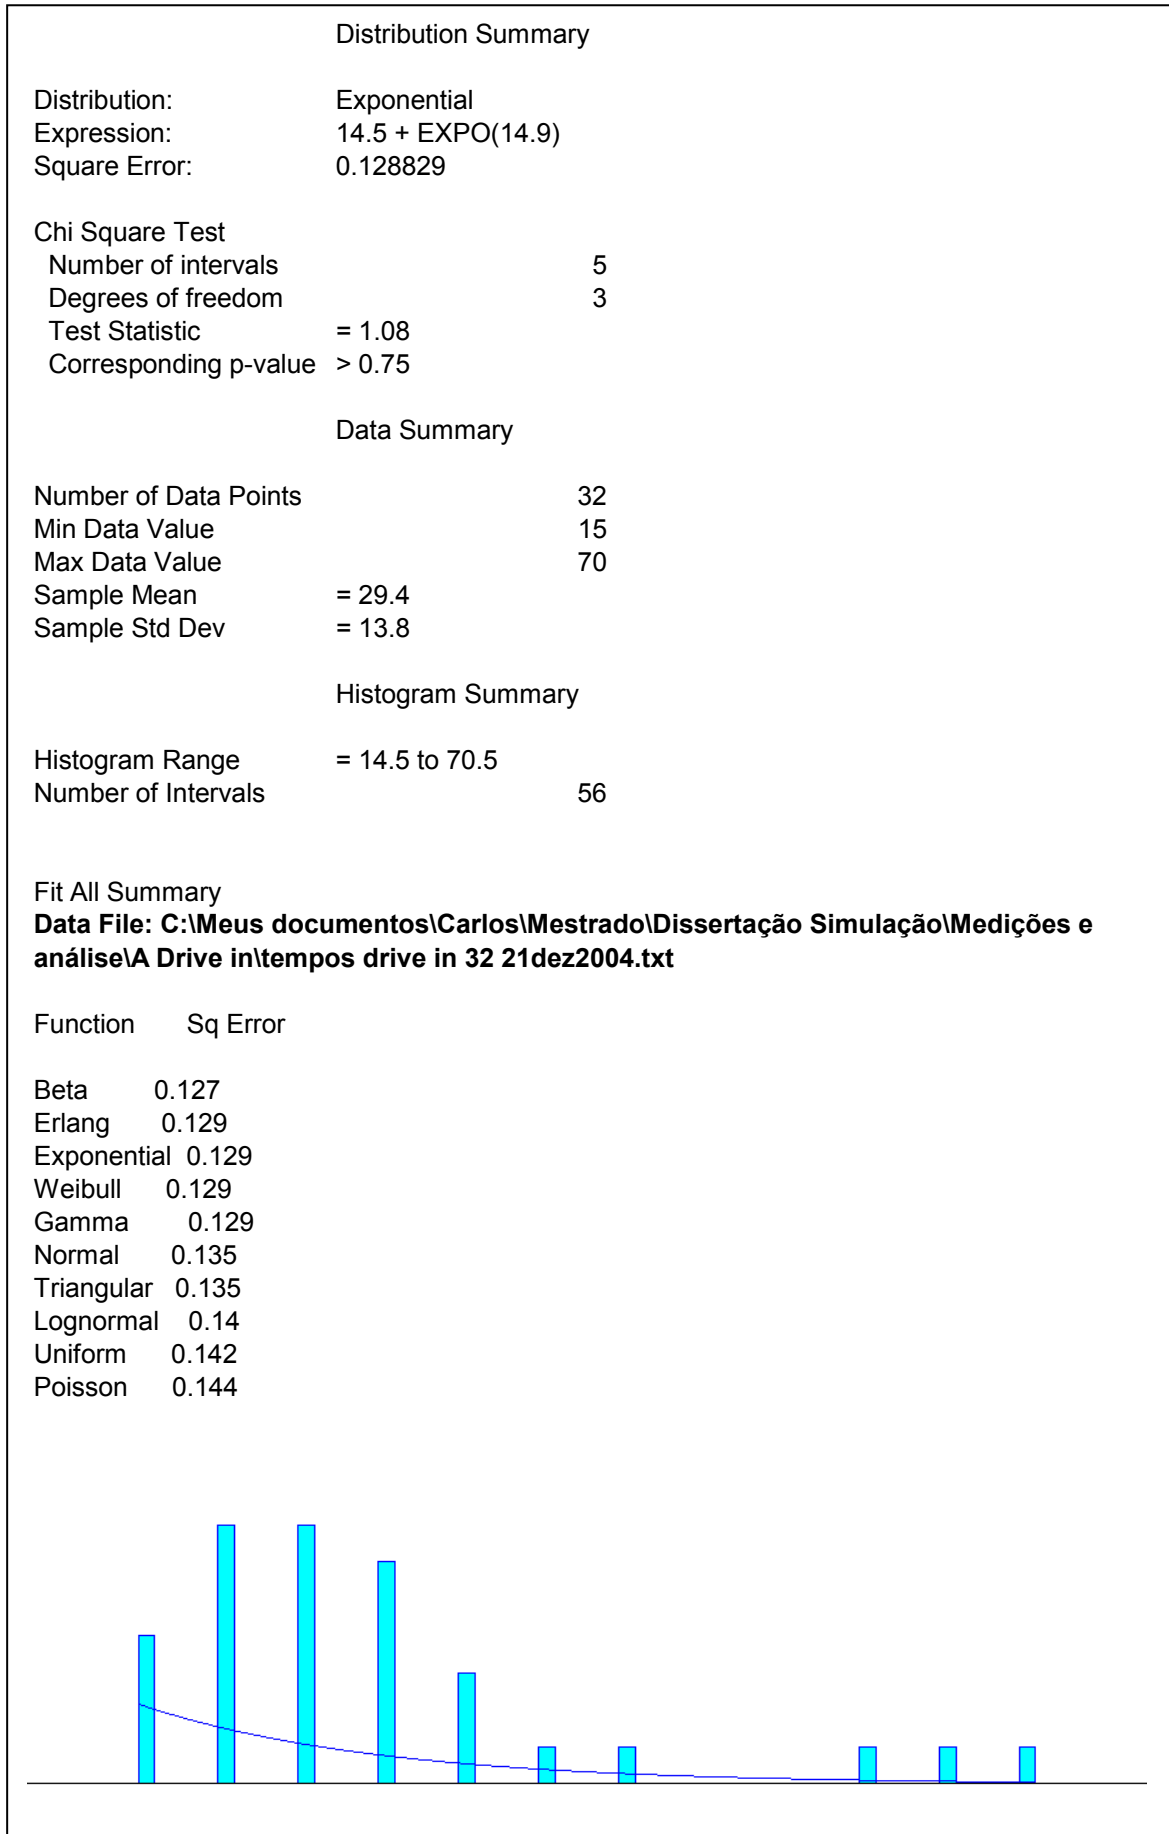 Distribution Summary
Distribution: Exponential
Expression: 14.5 + EXPO(14.9)
Square Error: 0.128829
Chi Square Test
Number of intervals 5
Degrees of freedom 3
Test Statistic = 1.08
Corresponding p-value > 0.75
Data Summary
Number of Data Points 32
Min Data Value 15
Max Data Value 70
Sample Mean = 29.4
Sample Std Dev = 13.8
Histogram Summary
Histogram Range = 14.5 to 70.5
Number of Intervals 56
Fit All Summary
Data File: C:\Meus documentos\Carlos\Mestrado\Dissertação Simulação\Medições e
análise\A Drive in\tempos drive in 32 21dez2004.txt
Function Sq Error
Beta 0.127
Erlang 0.129
Exponential 0.129
Weibull 0.129
Gamma 0.129
Normal 0.135
Triangular 0.135
Lognormal 0.14
Uniform 0.142
Poisson 0.144